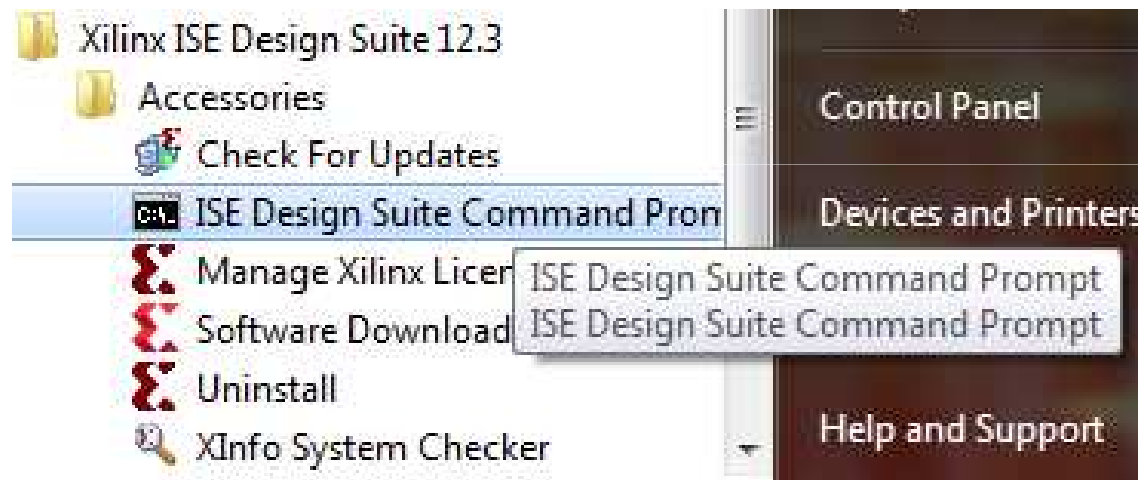 Xilinx ISE Design Suite 12.3
Accessories
Check For Updates
C:\.
ISE Design Suite Command Prom
Manage Xilinx Licen
Software Download
Uninstall
XInfo System Checker
ISE Design Suite Command Prompt
ISE Design Suite Command Prompt
Control Panel
Devices and Printers
Help and Support